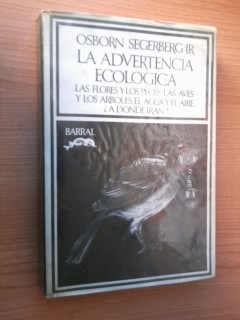 OSBORN SEGERBERG JR.
LA ADVERTENCIA
ECOLOGICA
LAS FLORES Y LOS PECES, LAS AVES
Y LOS ARBOLES, EL AGUA Y EL AIRE.
¿A DONDE IRAN?
BARRAL